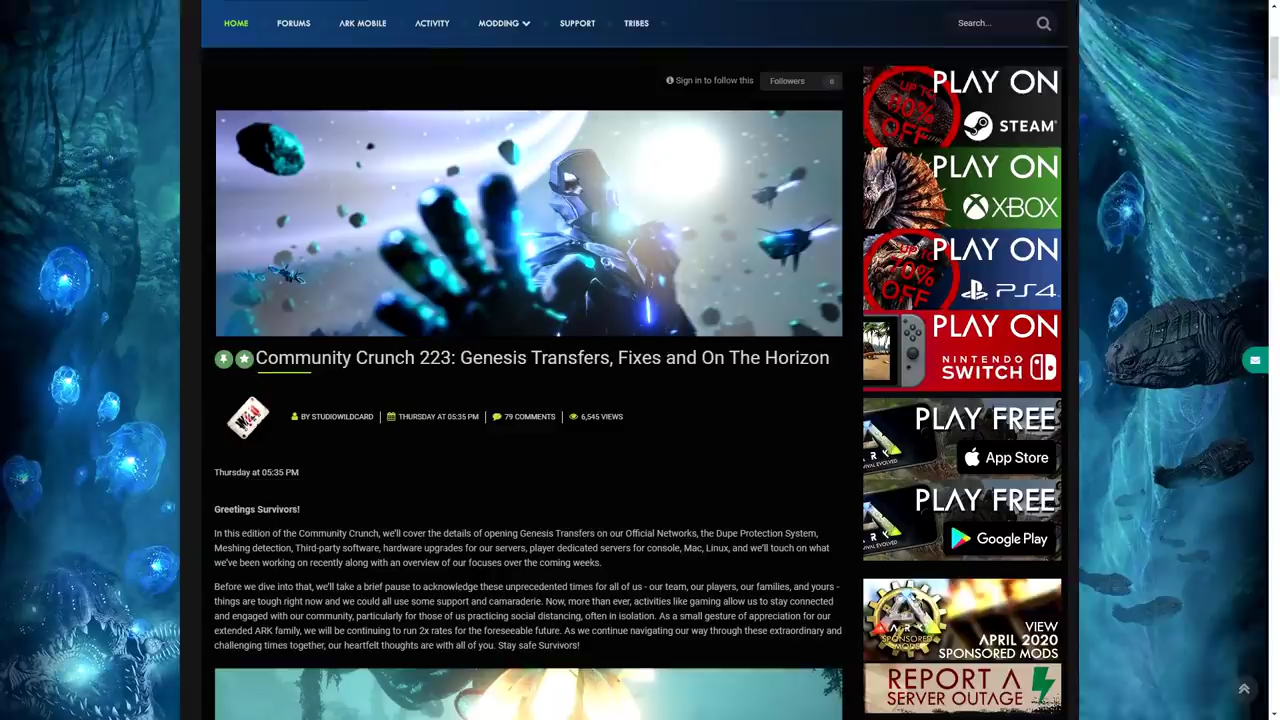 HOME FORUMS ARK MOBILE ACTIVITY MODDING SUPPORT TRIBES
Search...
Sign in to follow this
Followers 6
Community Crunch 223: Genesis Transfers, Fixes and On The Horizon
BY STUDIOWILDCARD THURSDAY AT 05:35 PM 79 COMMENTS 6,545 VIEWS
Thursday at 05:35 PM
Greetings Survivors!
In this edition of the Community Crunch, we'll cover the details of opening Genesis Transfers on our Official Networks, the Dupe Protection System,
Meshing detection, Third-party software, hardware upgrades for our servers, player dedicated servers for console, Mac, Linux, and we'll touch on what
we've been working on recently along with an overview of our focuses over the coming weeks.
Before we dive into that, we'll take a brief pause to acknowledge these unprecedented times for all of us - our team, our players, our families, and yours -
things are tough right now and we could all use some support and camaraderie. Now, more than ever, activities like gaming allow us to stay connected
and engaged with our community, particularly for those of us practicing social distancing, often in isolation. As a small gesture of appreciation for our
extended ARK family, we will be continuing to run 2x rates for the foreseeable future. As we continue navigating our way through these extraordinary and
challenging times together, our heartfelt thoughts are with all of you. Stay safe Survivors!
UP TO
OFF
PLAY ON
STEAM
PLAY ON
XBOX
UP TO
OFF
PLAY ON
PS4
PLAY ON
NINTENDO
SWITCH
PLAY FREE
App Store
PLAY FREE
Google Play
ARK
SPONSORED
MODS
VIEW
APRIL 2020
SPONSORED MODS
REPORT A
SERVER OUTAGE